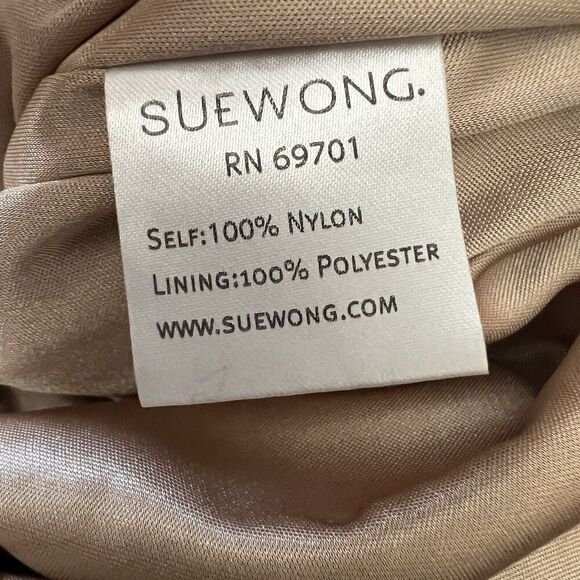 SUEWONG.
RN 69701
SELF:100% NYLON
LINING:100% POLYESTER
WWW.SUEWONG.COM